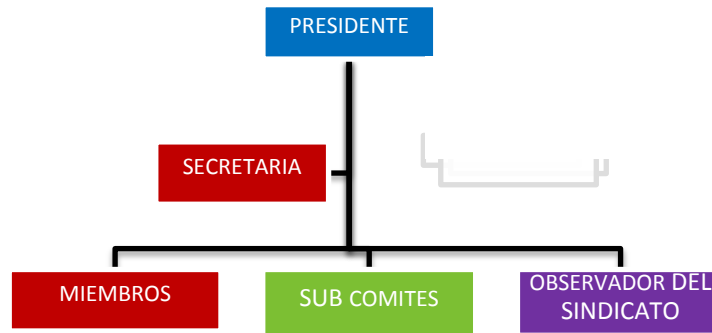 PRESIDENTE
SECRETARIA
MIEMBROS
SUB COMITES
OBSERVADOR DEL
SINDICATO